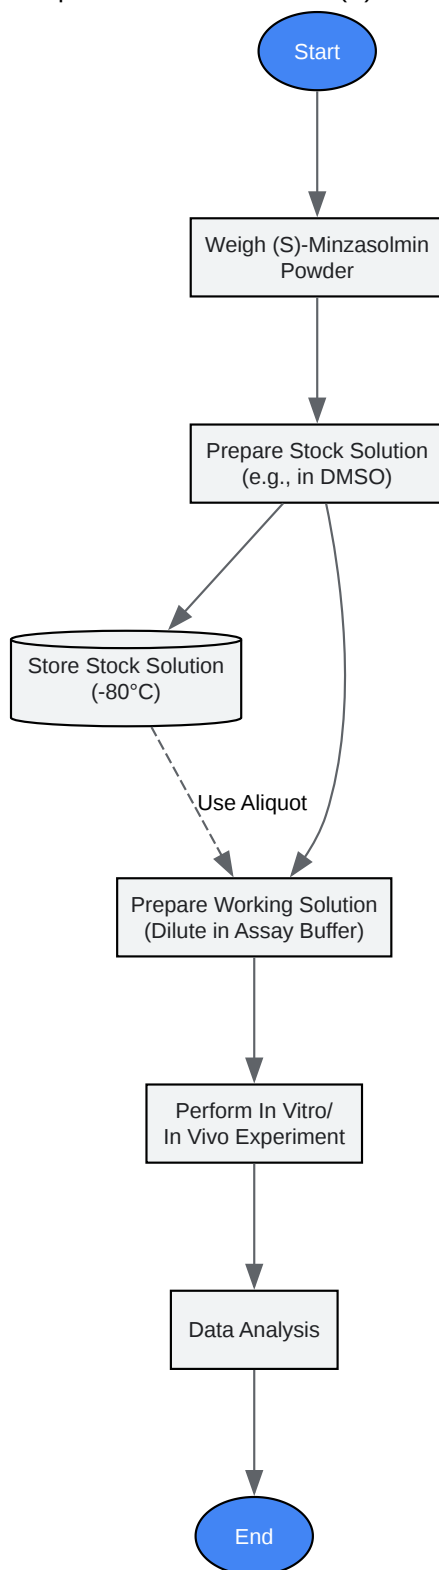 Start
Weigh (S)-Minzasolmin
Powder
Prepare Stock Solution
(e.g., in DMSO)
Store Stock Solution
(-80°C)
Use Aliquot
Prepare Working Solution
(Dilute in Assay Buffer)
Perform In Vitro/
In Vivo Experiment
Data Analysis
End